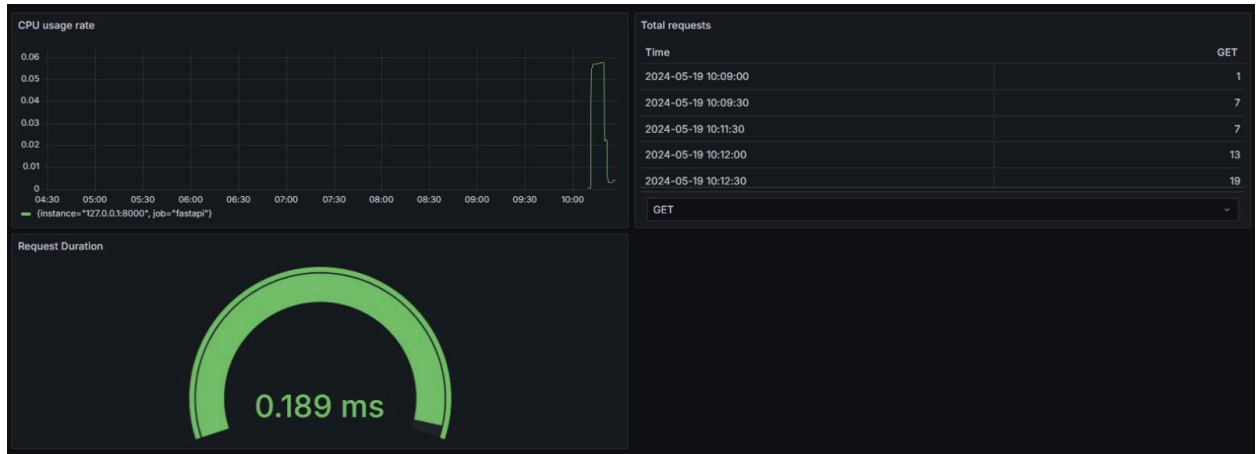 CPU usage rate
0.06
0.05
0.04
0.03
0.02
0.01
0
04:30 05:00 05:30 06:00 06:30 07:00 07:30 08:00 08:30 09:00 09:30 10:00
{instance="127.0.0.1:8000", job="fastapi"}
Total requests
Time GET
2024-05-19 10:09:00 1
2024-05-19 10:09:30 7
2024-05-19 10:11:30 7
2024-05-19 10:12:00 13
2024-05-19 10:12:30 19
GET
Request Duration
0.189 ms